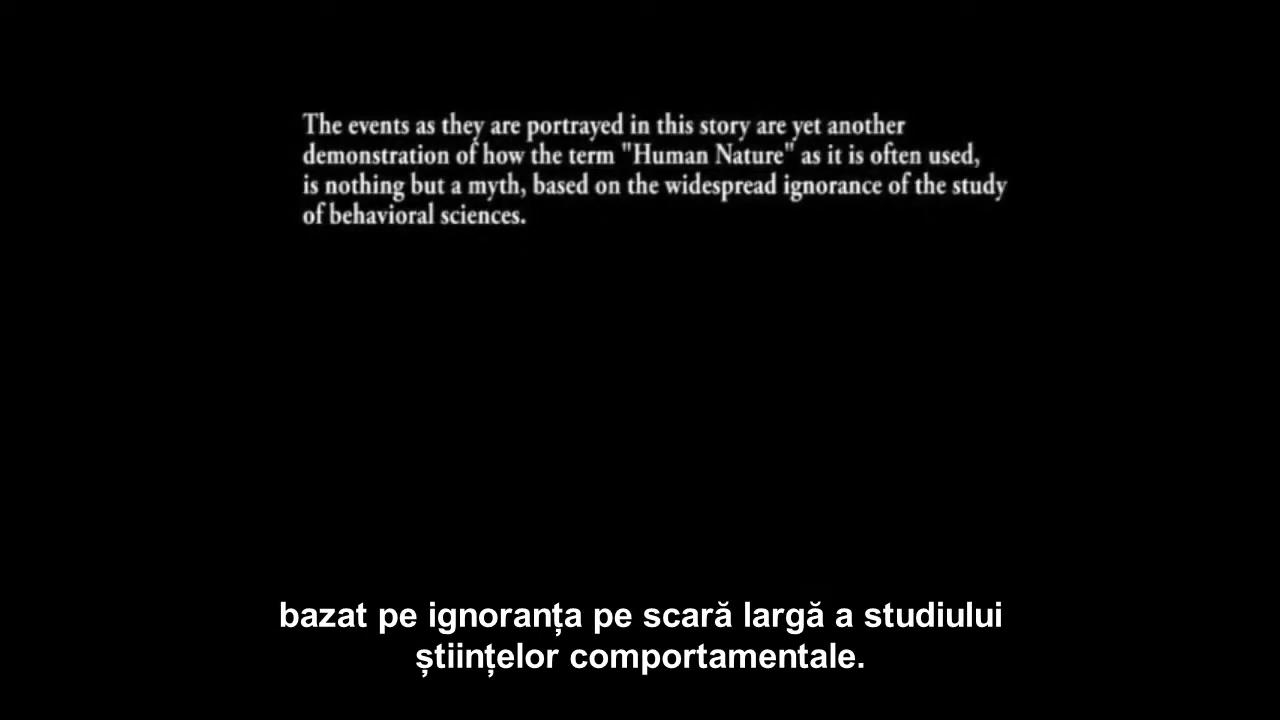 The events as they are portrayed in this story are yet another
demonstration of how the term "Human Nature" as it is often used,
is nothing but a myth, based on the widespread ignorance of the study
of behavioral sciences.
bazat pe ignoranța pe scară largă a studiului
științelor comportamentale.